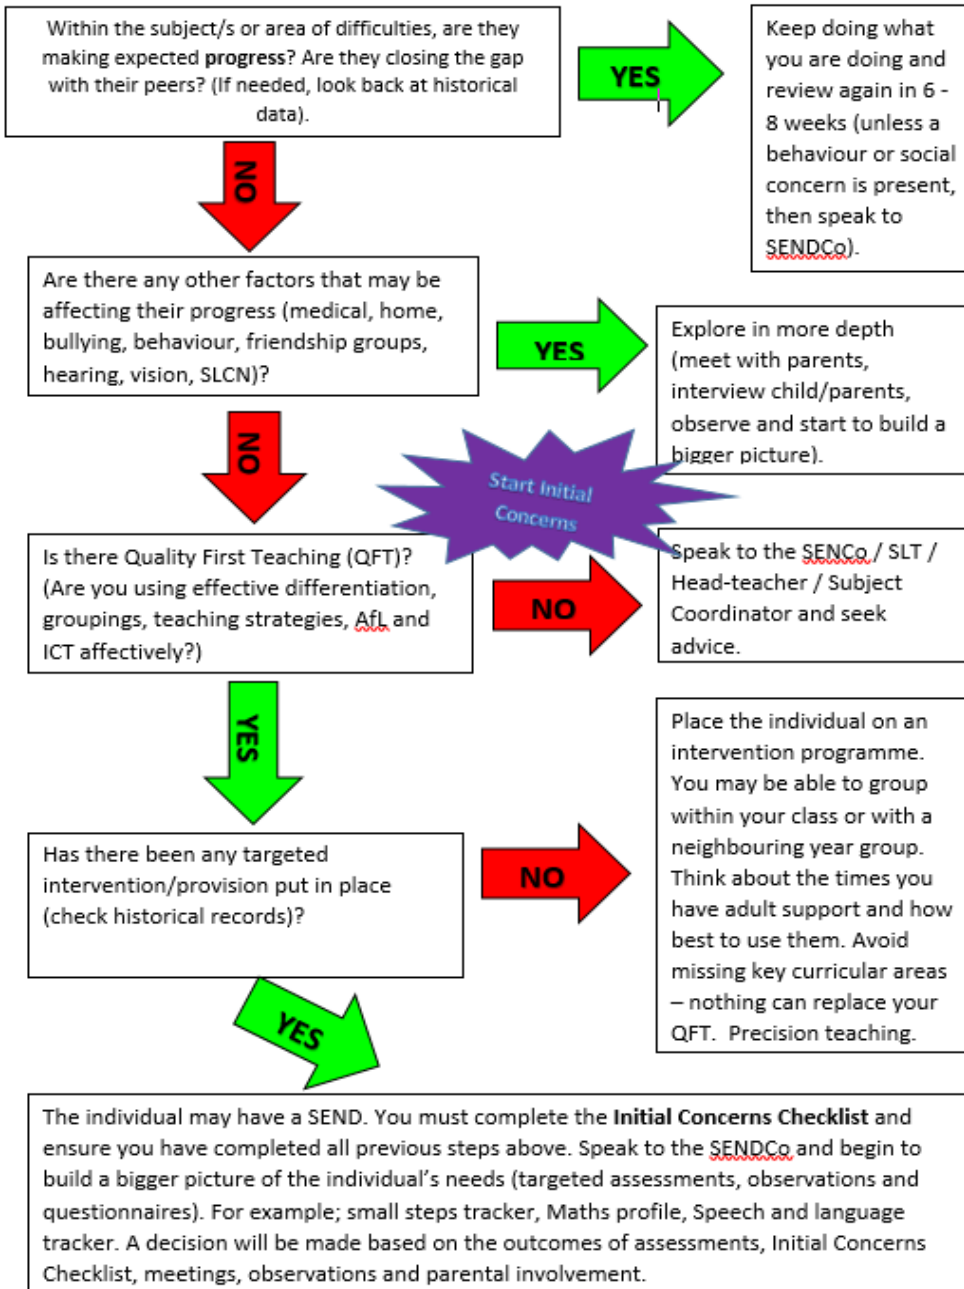 Within the subject/s or area of difficulties, are they
making expected progress? Are they closing the gap
with their peers? (If needed, look back at historical
data).
YES
Keep doing what
you are doing and
review again in 6 -
8 weeks (unless a
behaviour or social
concern is present,
then speak to
SENDCo).
NO
Are there any other factors that may be
affecting their progress (medical, home,
bullying, behaviour, friendship groups,
hearing, vision, SLCN)?
YES
Explore in more depth
(meet with parents,
interview child/parents,
observe and start to build a
bigger picture).
NO
Start Initial
Concerns
Is there Quality First Teaching (QFT)?
(Are you using effective differentiation,
groupings, teaching strategies, AfL and
ICT affectively?)
NO
Speak to the SENCo / SLT /
Head-teacher / Subject
Coordinator and seek
advice.
YES
Has there been any targeted
intervention/provision put in place
(check historical records)?
NO
Place the individual on an
intervention programme.
You may be able to group
within your class or with a
neighbouring year group.
Think about the times you
have adult support and how
best to use them. Avoid
missing key curricular areas
– nothing can replace your
QFT. Precision teaching.
YES
The individual may have a SEND. You must complete the Initial Concerns Checklist and
ensure you have completed all previous steps above. Speak to the SENDCo and begin to
build a bigger picture of the individual's needs (targeted assessments, observations and
questionnaires). For example; small steps tracker, Maths profile, Speech and language
tracker. A decision will be made based on the outcomes of assessments, Initial Concerns
Checklist, meetings, observations and parental involvement.